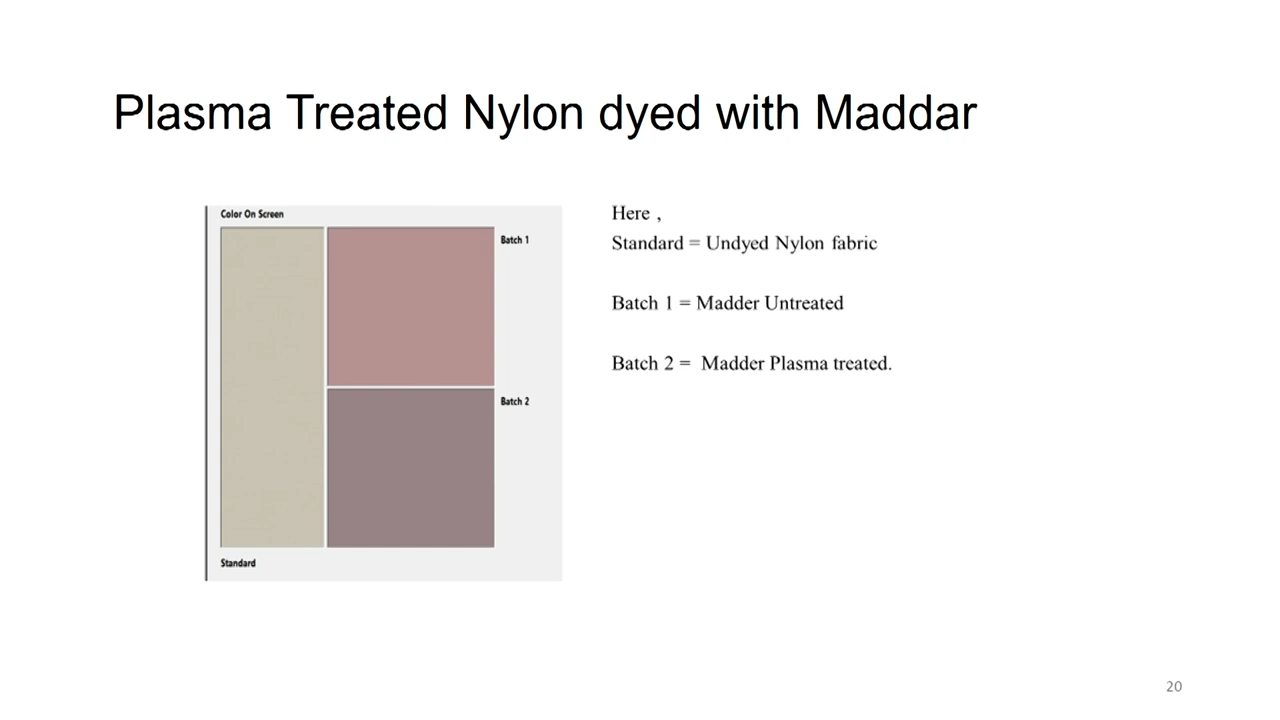 Plasma Treated Nylon dyed with Maddar
Color On Screen
Batch 1
Batch 2
Standard
Here ,
Standard = Undyed Nylon fabric
Batch 1 = Madder Untreated
Batch 2 = Madder Plasma treated.
20